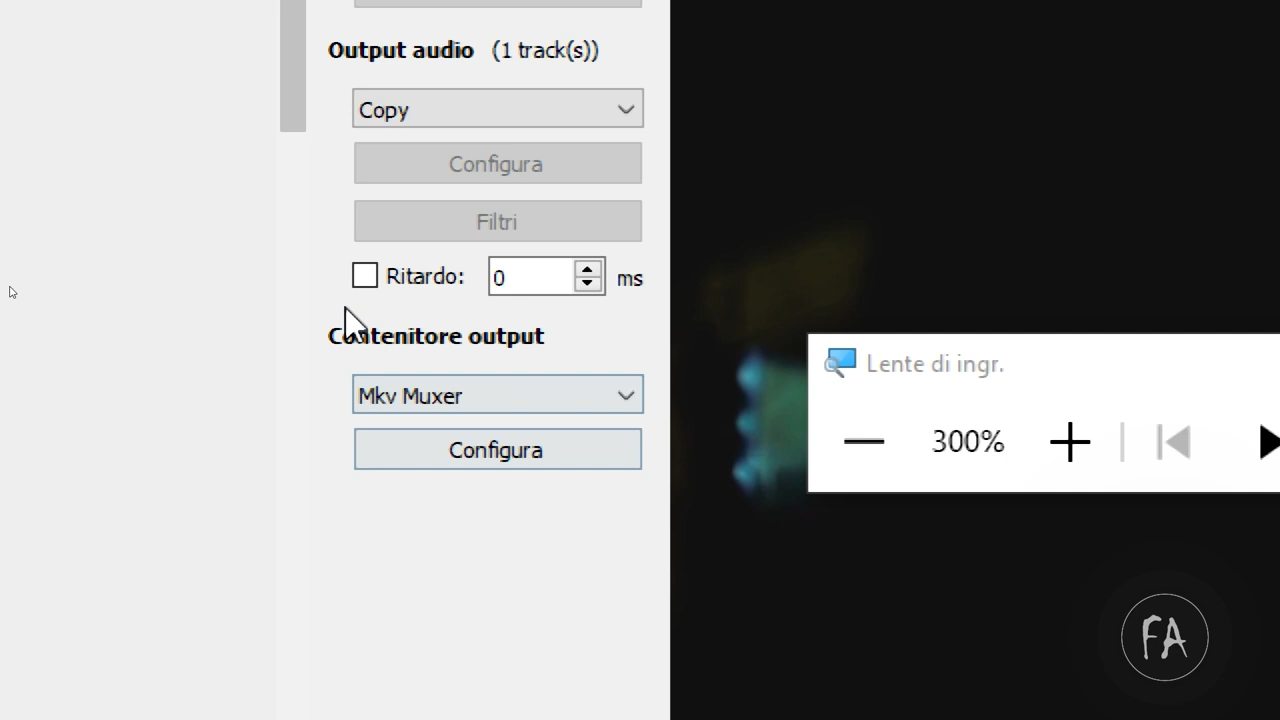 Output audio (1 track(s))
Copy
Configura
Filtri
Ritardo: 0 ms
Contenitore output
Mkv Muxer
Configura
Lente di ingr.
300%
FA